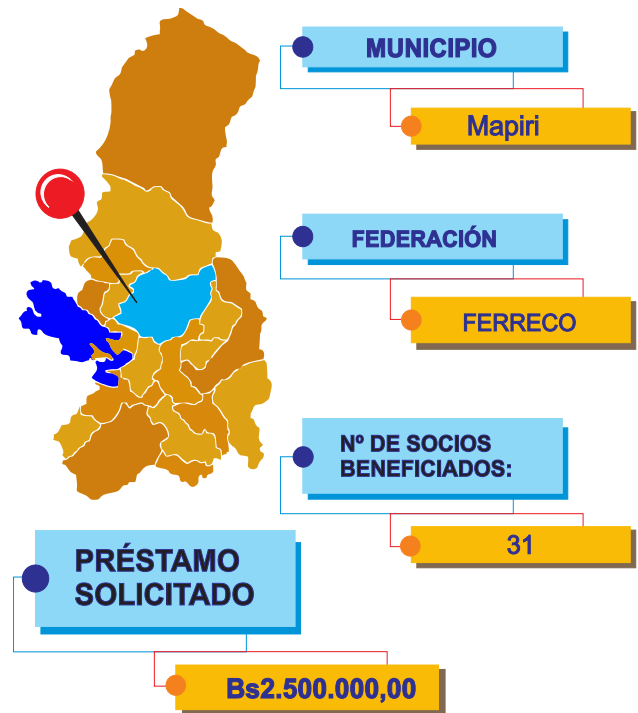 MUNICIPIO
Mapiri
FEDERACIÓN
FERRECO
Nº DE SOCIOS
BENEFICIADOS:
31
PRÉSTAMO
SOLICITADO
Bs2.500.000,00